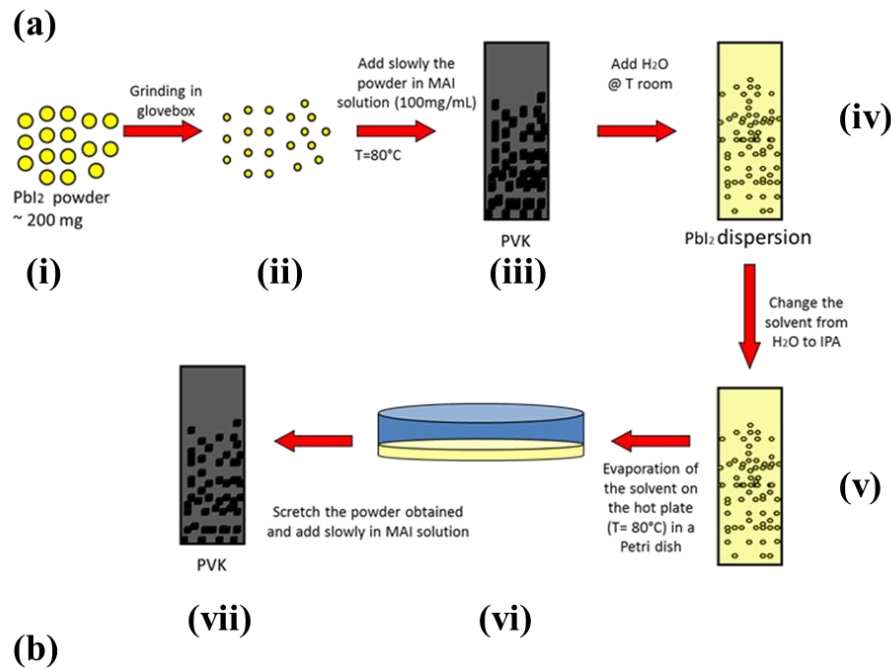 (a)
Grinding in
glovebox
Add slowly the
powder in MAI
solution (100mg/mL)
T=80°C
Add H₂O
@ T room
(iv)
PbI₂ powder
~ 200 mg
PVK
PbI₂ dispersion
(i)
(ii)
(iii)
Change the
solvent from
H₂O to IPA
(v)
Evaporation of
the solvent on
the hot plate
(T= 80°C) in a
Petri dish
Scretch the powder obtained
and add slowly in MAI solution
PVK
(vii)
(vi)
(b)